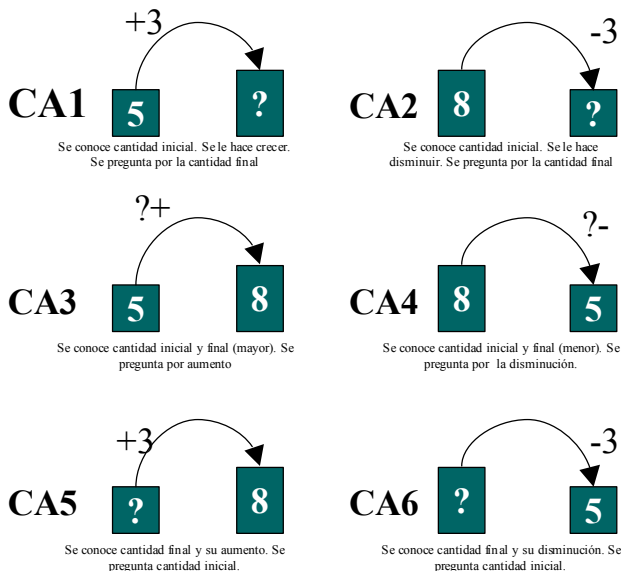 +3
CA1
5
?
Se conoce cantidad inicial. Se le hace crecer.
Se pregunta por la cantidad final
-3
CA2
8
?
Se conoce cantidad inicial. Se le hace
disminuir. Se pregunta por la cantidad final
?+
CA3
5
8
Se conoce cantidad inicial y final (mayor). Se
pregunta por aumento
?-
CA4
8
5
Se conoce cantidad inicial y final (menor). Se
pregunta por la disminución.
+3
CA5
?
8
Se conoce cantidad final y su aumento. Se
pregunta cantidad inicial.
-3
CA6
?
5
Se conoce cantidad final y su disminución. Se
pregunta cantidad inicial.